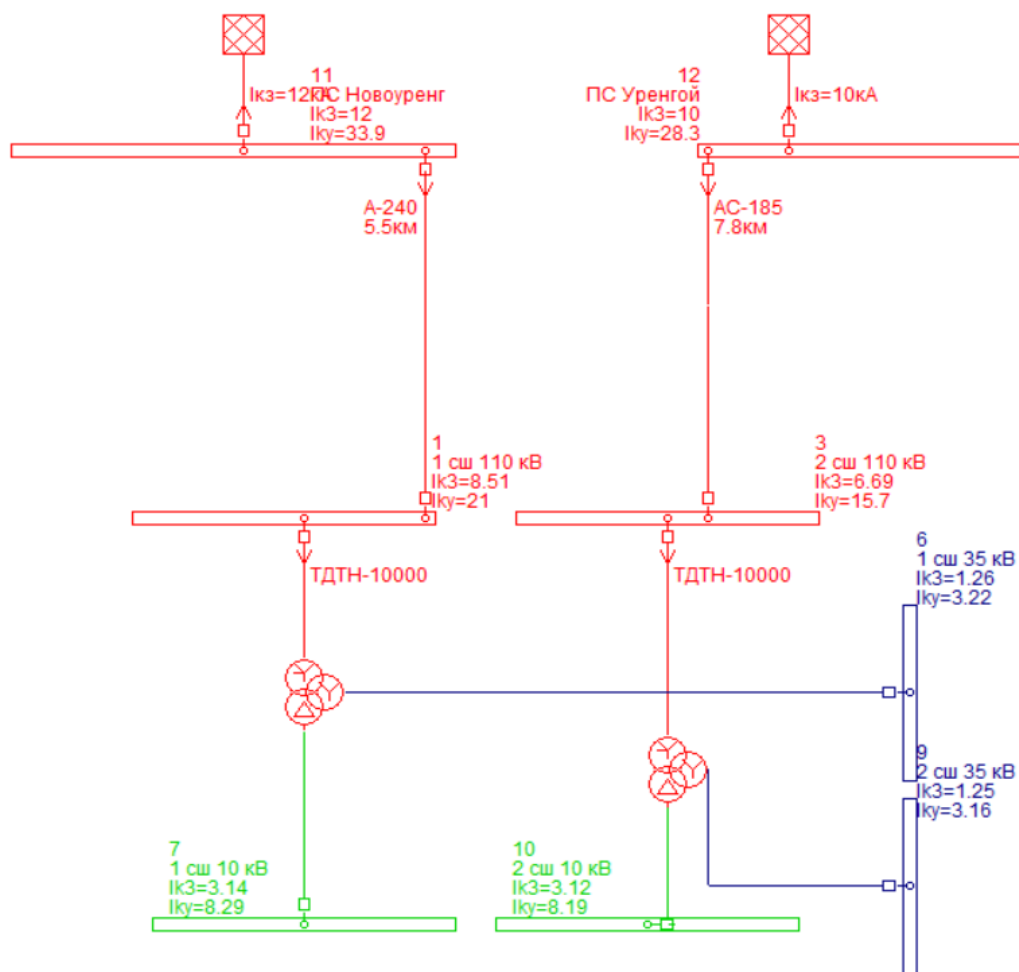 Iкз=12кА
11
ПС Новоуренг
Ik3=12
Iky=33.9
12
ПС Уренгой
Ik3=10
Iky=28.3
Iкз=10кА
А-240
5.5км
АС-185
7.8км
1
1 сш 110 кВ
Ik3=8.51
Iky=21
3
2 сш 110 кВ
Ik3=6.69
Iky=15.7
ТДТН-10000
ТДТН-10000
6
1 сш 35 кВ
Ik3=1.26
Iky=3.22
9
2 сш 35 кВ
Ik3=1.25
Iky=3.16
7
1 сш 10 кВ
Ik3=3.14
Iky=8.29
10
2 сш 10 кВ
Ik3=3.12
Iky=8.19